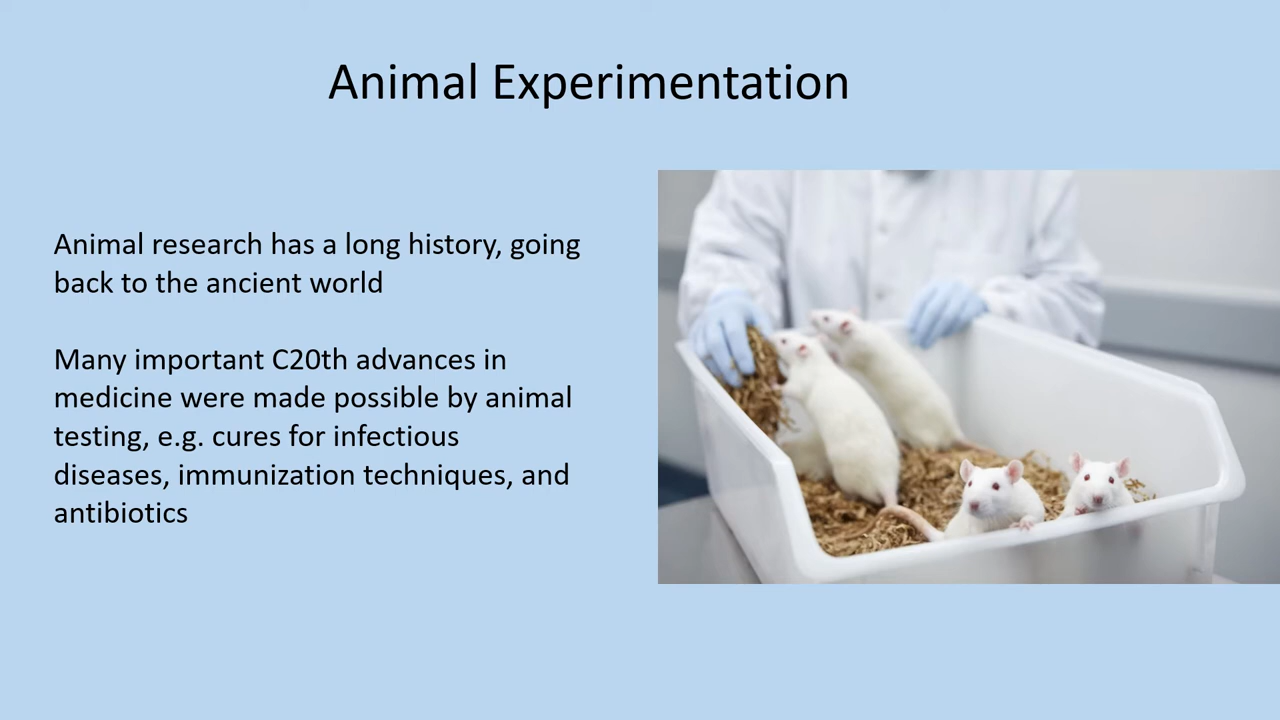 Animal Experimentation
Animal research has a long history, going
back to the ancient world
Many important C20th advances in
medicine were made possible by animal
testing, e.g. cures for infectious
diseases, immunization techniques, and
antibiotics